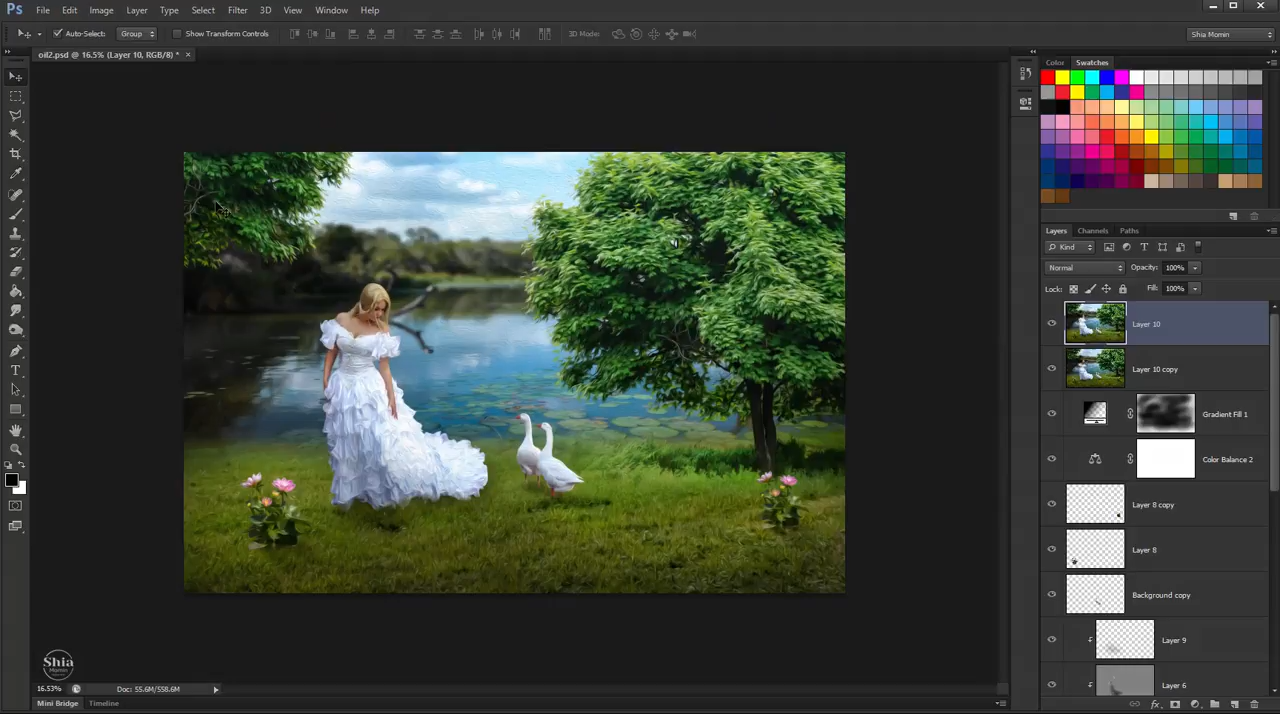 Ps File Edit Image Layer Type Select Filter 3D View Window Help
Auto-Select: Group Show Transform Controls 3D Mode: Shia Momin
oil2.psd @ 16.5% (Layer 10, RGB/8) * ×
Color Swatches
Layers Channels Paths
Kind
Normal Opacity: 100%
Lock: Fill: 100%
Layer 10
Layer 10 copy
Gradient Fill 1
Color Balance 2
Layer 8 copy
Layer 8
Background copy
Layer 9
Layer 6
Shia
Momin
16.53% Doc: 55.6M/558.6M
Mini Bridge Timeline
fx